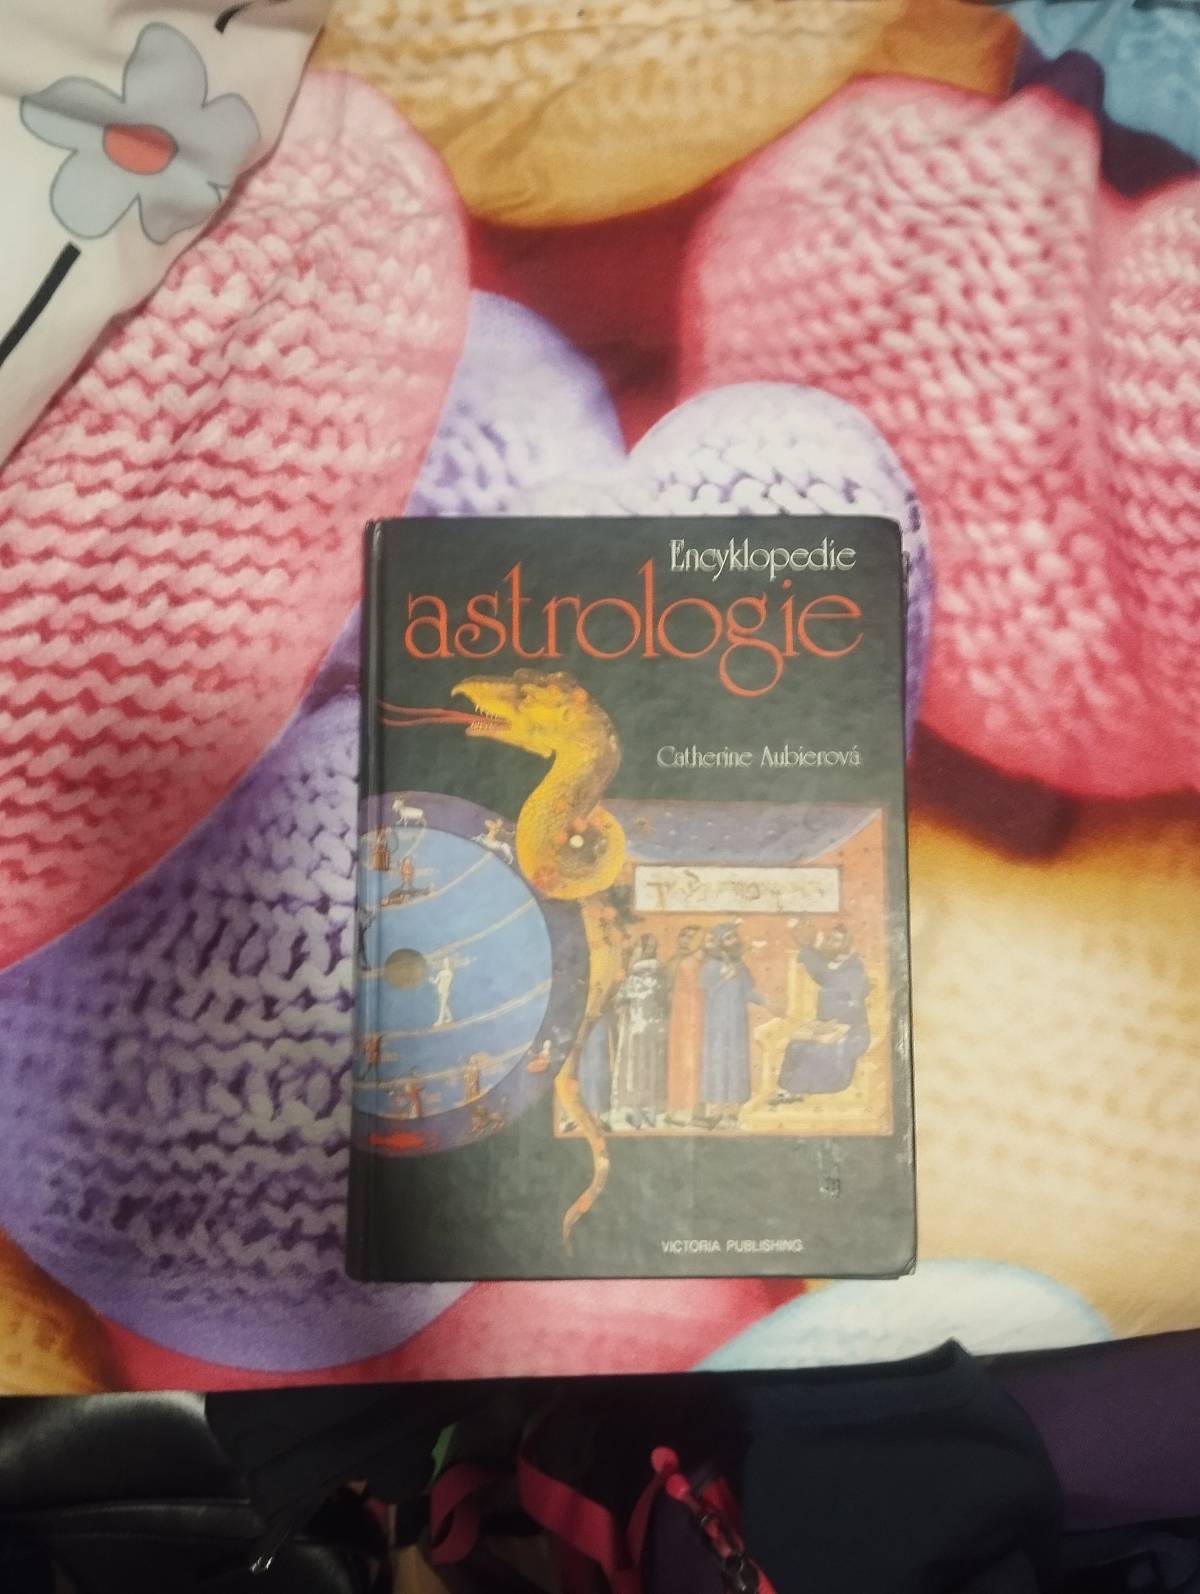 Encyklopedie
astrologie
Catherine Aubierová
VICTORIA PUBLISHING